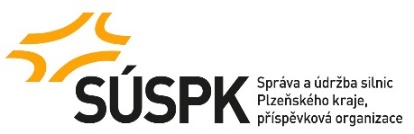 SÚSPK
Správa a údržba silnic
Plzeňského kraje,
příspěvková organizace